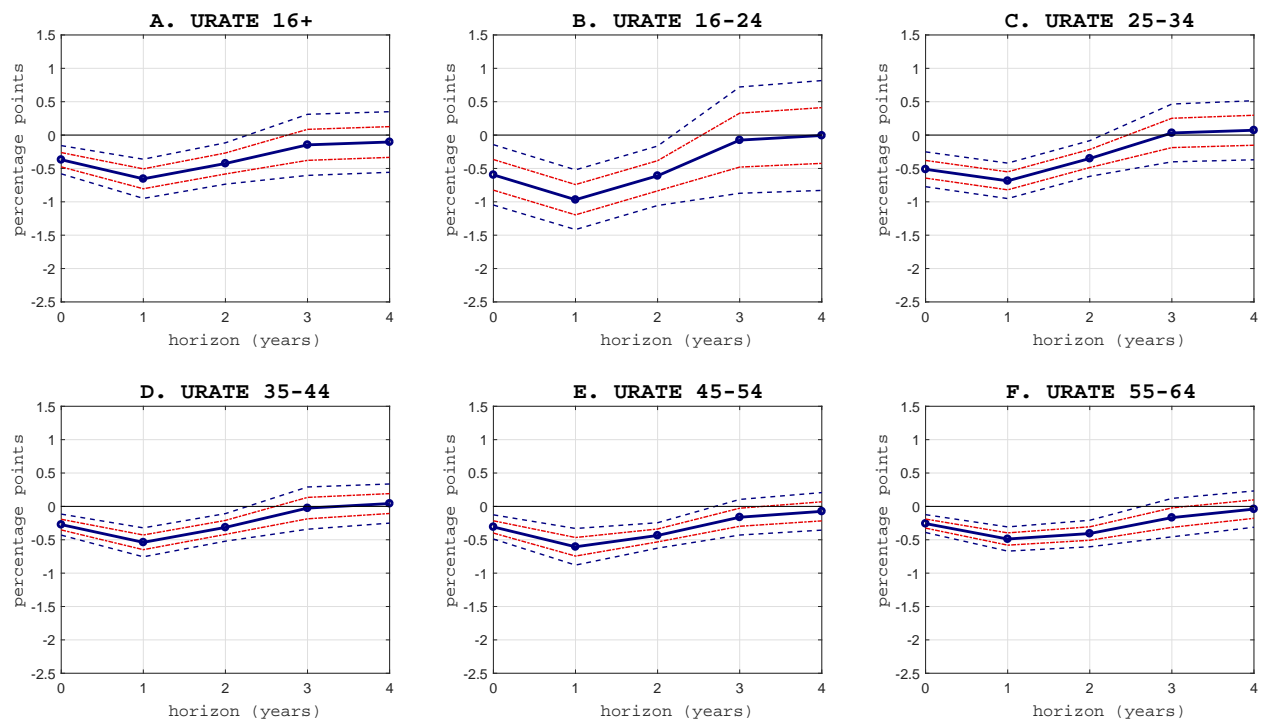 A. URATE 16+
percentage points
1.5
1
0.5
0
-0.5
-1
-1.5
-2
-2.5
0 1 2 3 4
horizon (years)
B. URATE 16-24
percentage points
1.5
1
0.5
0
-0.5
-1
-1.5
-2
-2.5
0 1 2 3 4
horizon (years)
C. URATE 25-34
percentage points
1.5
1
0.5
0
-0.5
-1
-1.5
-2
-2.5
0 1 2 3 4
horizon (years)
D. URATE 35-44
percentage points
1.5
1
0.5
0
-0.5
-1
-1.5
-2
-2.5
0 1 2 3 4
horizon (years)
E. URATE 45-54
percentage points
1.5
1
0.5
0
-0.5
-1
-1.5
-2
-2.5
0 1 2 3 4
horizon (years)
F. URATE 55-64
percentage points
1.5
1
0.5
0
-0.5
-1
-1.5
-2
-2.5
0 1 2 3 4
horizon (years)